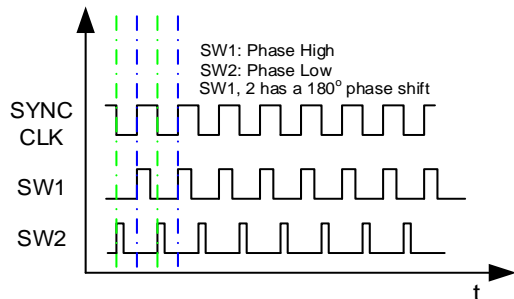 SW1: Phase High
SW2: Phase Low
SW1, 2 has a 180° phase shift
SYNC
CLK
SW1
SW2
t